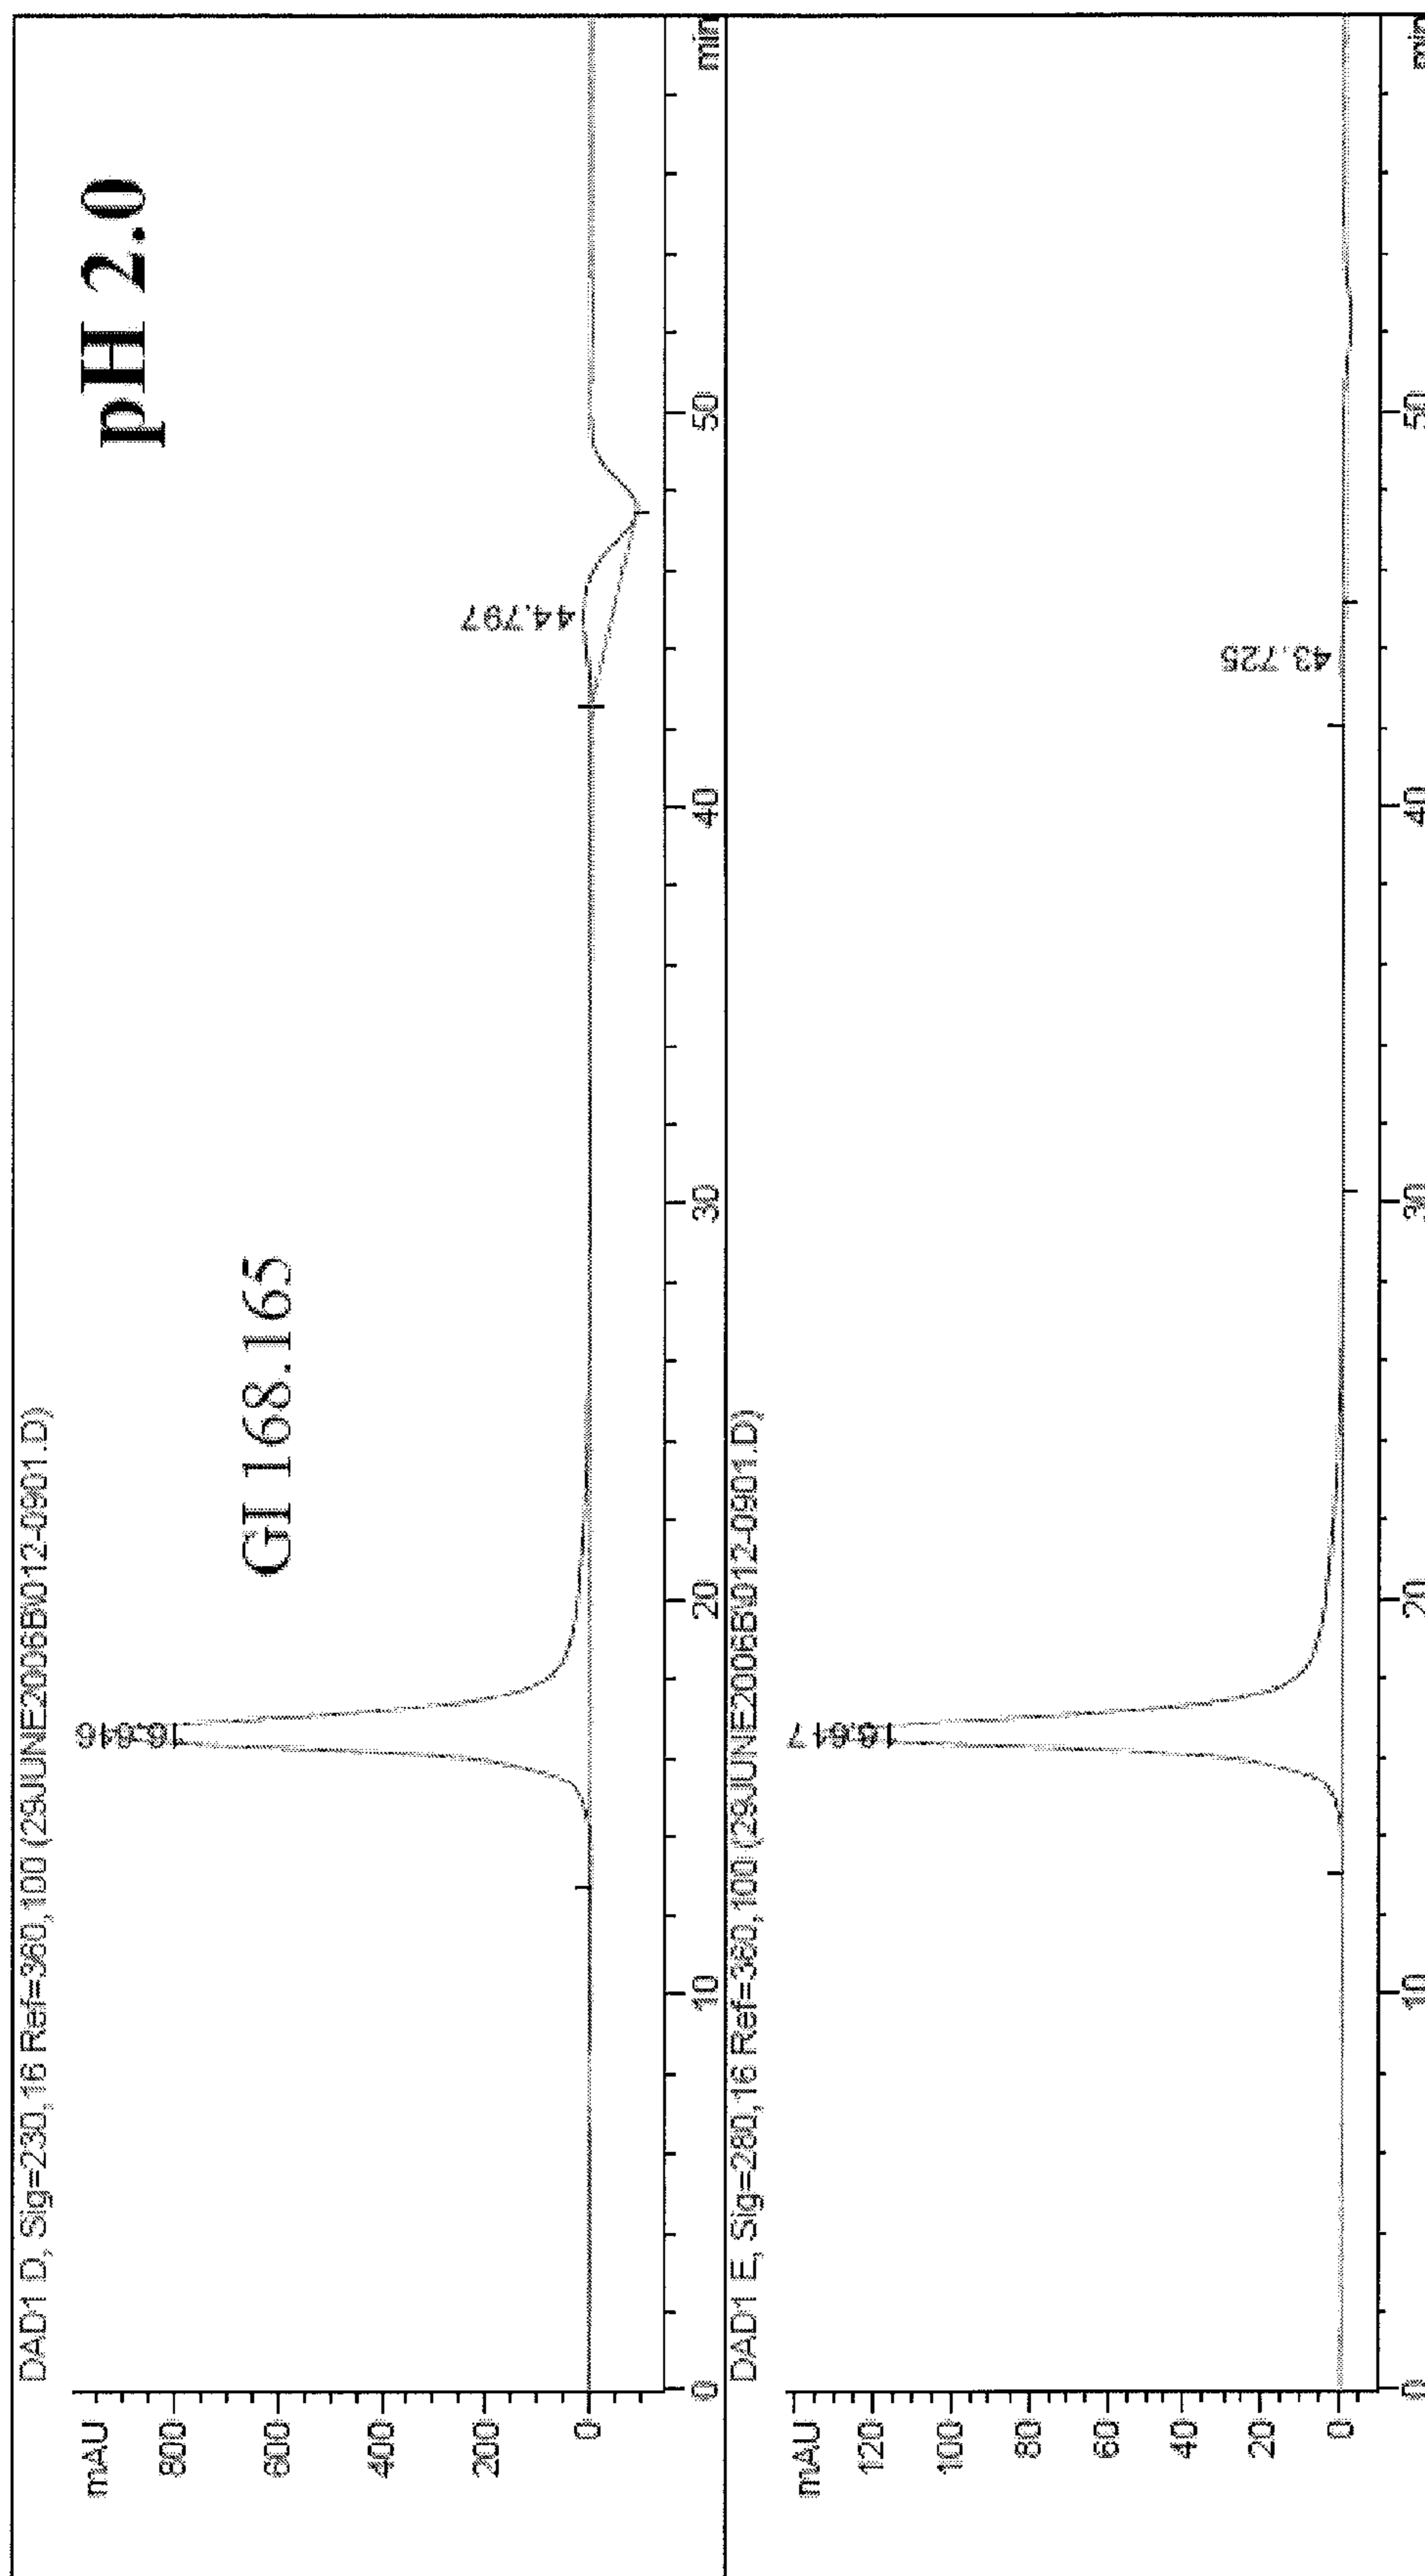 DAD1 D, Sig=230,16 Ref=360,100 (29JUNE2006B\012-0901.D)
mAU
pH 2.0
16.616
800
GI 168.165
600
400
44.797
200
0
0 10 20 30 40 50 min
DAD1 E, Sig=280,16 Ref=360,100 (29JUNE2006B\012-0901.D)
mAU
16.617
120
100
80
60
40
43.725
20
0
0 10 20 30 40 50 min